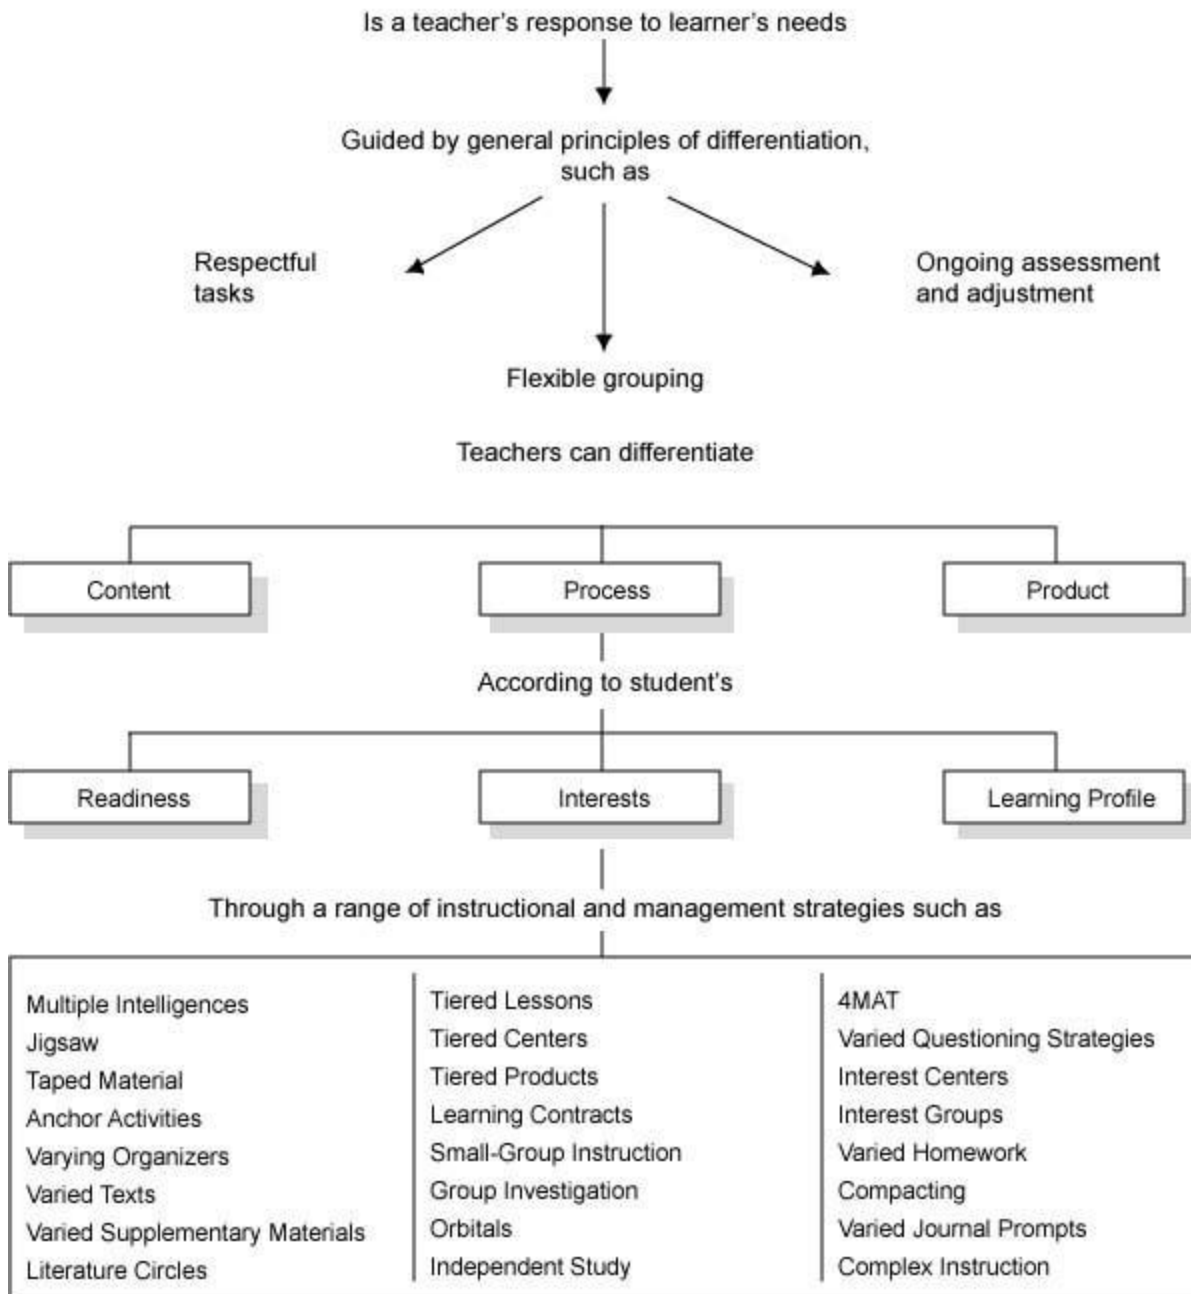 Is a teacher’s response to learner’s needs
Guided by general principles of differentiation,
such as
Respectful
tasks
Ongoing assessment
and adjustment
Flexible grouping
Teachers can differentiate
Content
Process
Product
According to student’s
Readiness
Interests
Learning Profile
Through a range of instructional and management strategies such as
Multiple Intelligences
Jigsaw
Taped Material
Anchor Activities
Varying Organizers
Varied Texts
Varied Supplementary Materials
Literature Circles
Tiered Lessons
Tiered Centers
Tiered Products
Learning Contracts
Small-Group Instruction
Group Investigation
Orbitals
Independent Study
4MAT
Varied Questioning Strategies
Interest Centers
Interest Groups
Varied Homework
Compacting
Varied Journal Prompts
Complex Instruction